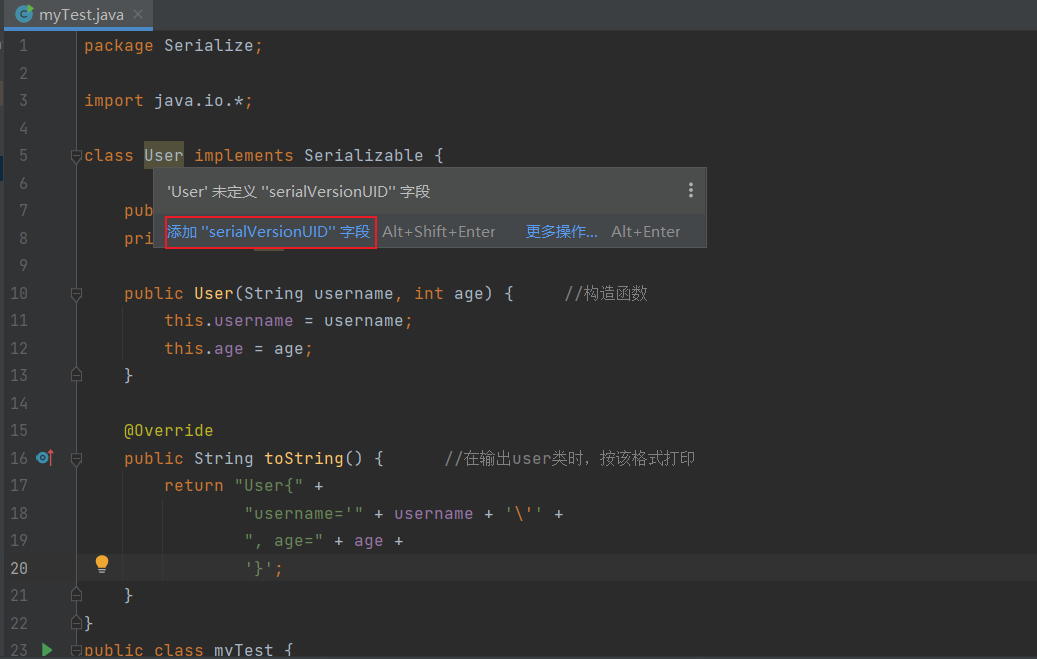 myTest.java
1 package Serialize;
2
3 import java.io.*;
4
5 class User implements Serializable {
6 'User' 未定义 ''serialVersionUID'' 字段
7 pub
8 pri 添加 ''serialVersionUID'' 字段 Alt+Shift+Enter 更多操作... Alt+Enter
9
10 public User(String username, int age) { //构造函数
11 this.username = username;
12 this.age = age;
13 }
14
15 @Override
16 public String toString() { //在输出user类时，按该格式打印
17 return "User{" +
18 "username='" + username + '\'' +
19 ", age=" + age +
20 '}';
21 }
22 }
23 public class myTest {